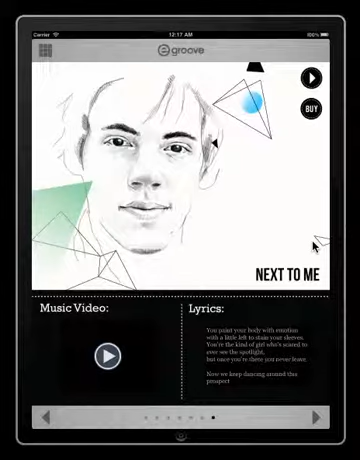 Carrier
12:17 AM
100%
groove
BUY
NEXT TO ME
Music Video:
Lyrics:
You paint your body with emotion
with a little left to stain your sleeves.
You're the kind of girl who's scared to
ever see the spotlight,
but once you're there you never leave.
Now we keep dancing around this
prospect